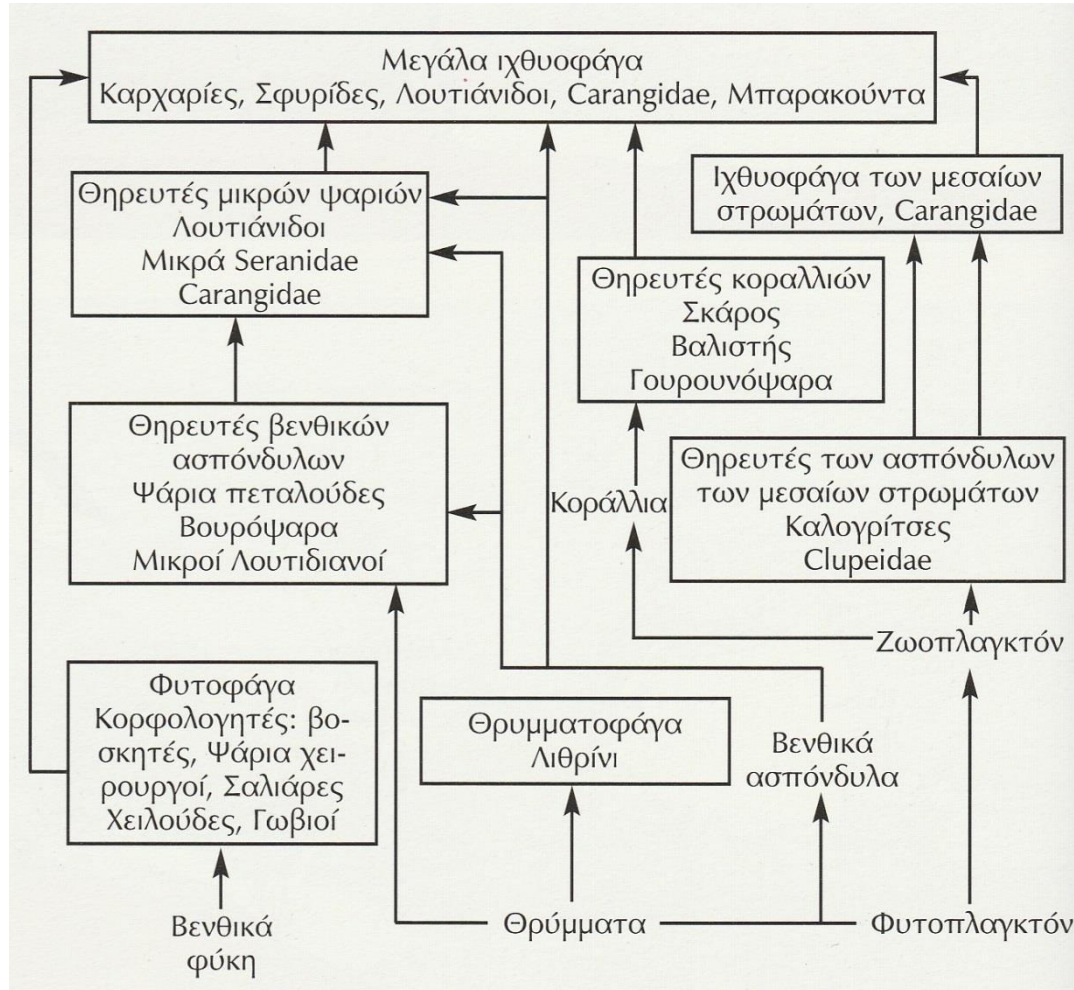 Μεγάλα ιχθυοφάγα
Καρχαρίες, Σφυρίδες, Λουτιάνιδοι, Carangidae, Μπαρακούντα
Θηρευτές μικρών ψαριών
Λουτιάνιδοι
Μικρά Seranidae
Carangidae
Ιχθυοφάγα των μεσαίων
στρωμάτων, Carangidae
Θηρευτές κοραλλιών
Σκάρος
Βαλιστής
Γουρουνόψαρα
Θηρευτές βενθικών
ασπόνδυλων
Ψάρια πεταλούδες
Βουρόψαρα
Μικροί Λουτιδιανοί
Κοράλλια
Θηρευτές των ασπόνδυλων
των μεσαίων στρωμάτων
Καλογρίτσες
Clupeidae
Ζωοπλαγκτόν
Φυτοφάγα
Κορφολογητές: βο-
σκητές, Ψάρια χει-
ρουργοί, Σαλιάρες
Χειλούδες, Γωβιοί
Θρυμματοφάγα
Λιθρίνι
Βενθικά
ασπόνδυλα
Βενθικά
φύκη
Θρύμματα
Φυτοπλαγκτόν